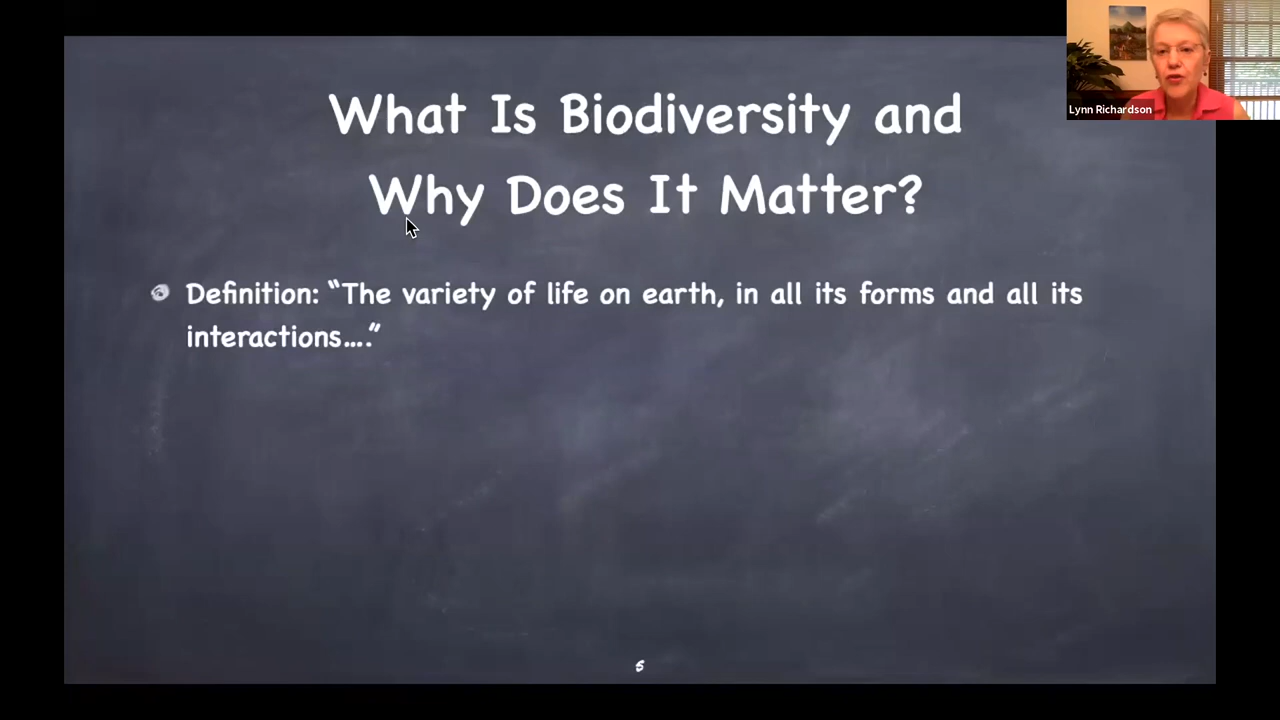 What Is Biodiversity and
Why Does It Matter?
Definition: “The variety of life on earth, in all its forms and all its
interactions....”
5
Lynn Richardson